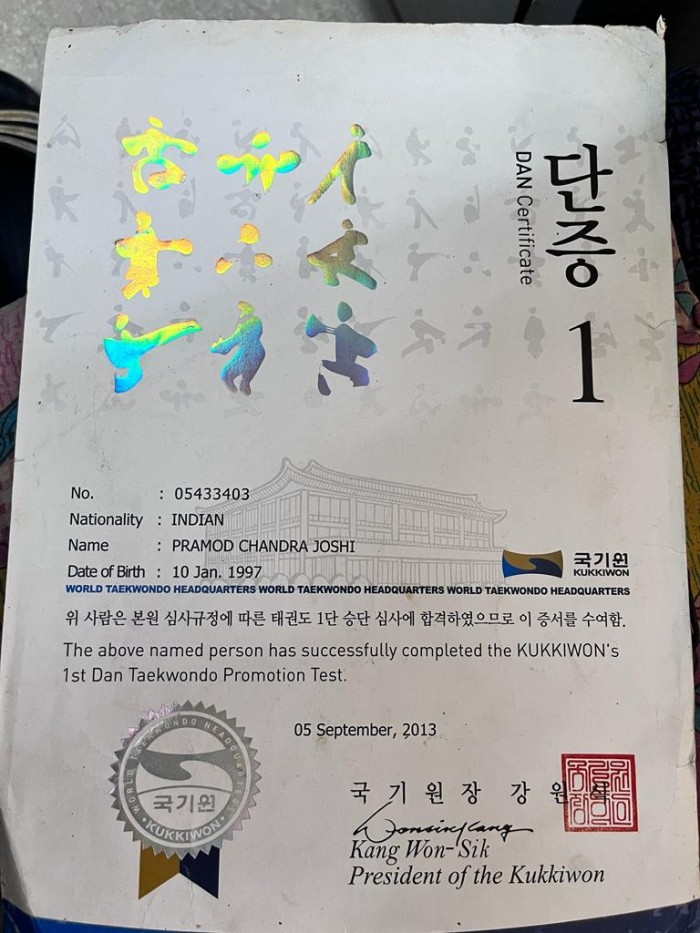 단증
DAN Certificate
1
No. : 05433403
Nationality : INDIAN
Name : PRAMOD CHANDRA JOSHI
Date of Birth : 10 Jan. 1997
국기원
KUKKIWON
WORLD TAEKWONDO HEADQUARTERS WORLD TAEKWONDO HEADQUARTERS WORLD TAEKWONDO HEADQUARTERS
위 사람은 본원 심사규정에 따른 태권도 1단 승단 심사에 합격하였으므로 이 증서를 수여함.
The above named person has successfully completed the KUKKIWON's
1st Dan Taekwondo Promotion Test.
05 September, 2013
WORLD TAEKWONDO HEADQUARTERS
국기원
· KUKKIWON ·
국 기 원 장 강 원 식
Kang Won-Sik
President of the Kukkiwon